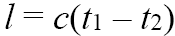 l = c(t1 − t2)